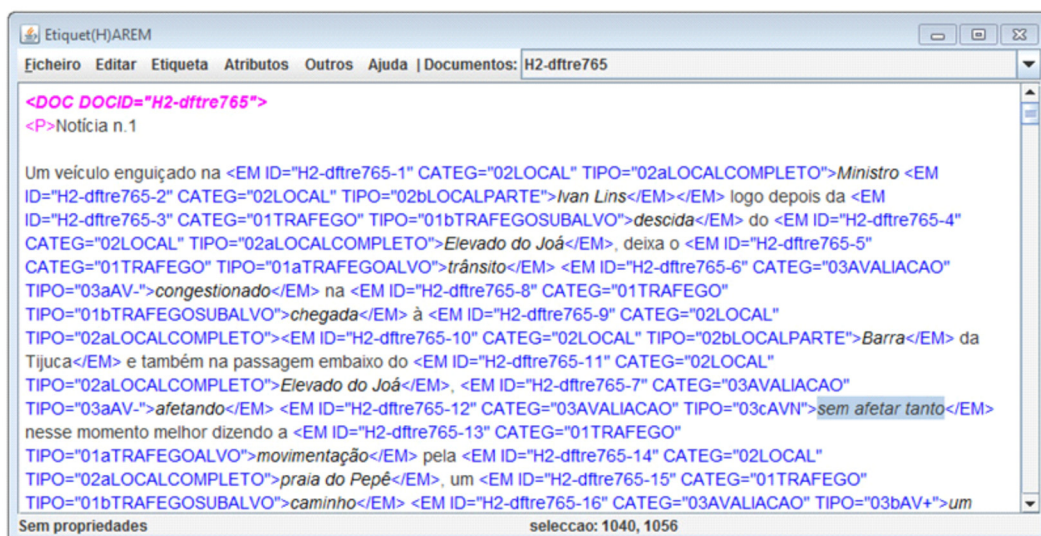 Etiquet(H)AREM
Ficheiro Editar Etiqueta Atributos Outros Ajuda | Documentos: H2-dftre765
<DOC DOCID="H2-dftre765">
<P>Notícia n.1
Um veículo enguiçado na <EM ID="H2-dftre765-1" CATEG="02LOCAL" TIPO="02aLOCALCOMPLETO">Ministro <EM
ID="H2-dftre765-2" CATEG="02LOCAL" TIPO="02bLOCALPARTE">Ivan Lins</EM></EM> logo depois da <EM
ID="H2-dftre765-3" CATEG="01TRAFEGO" TIPO="01bTRAFEGOSUBALVO">descida</EM> do <EM ID="H2-dftre765-4"
CATEG="02LOCAL" TIPO="02aLOCALCOMPLETO">Elevado do Joá</EM>, deixa o <EM ID="H2-dftre765-5"
CATEG="01TRAFEGO" TIPO="01aTRAFEGOALVO">trânsito</EM> <EM ID="H2-dftre765-6" CATEG="03AVALIACAO"
TIPO="03aAV-">congestionado</EM> na <EM ID="H2-dftre765-8" CATEG="01TRAFEGO"
TIPO="01bTRAFEGOSUBALVO">chegada</EM> à <EM ID="H2-dftre765-9" CATEG="02LOCAL"
TIPO="02aLOCALCOMPLETO"><EM ID="H2-dftre765-10" CATEG="02LOCAL" TIPO="02bLOCALPARTE">Barra</EM> da
Tijuca</EM> e também na passagem embaixo do <EM ID="H2-dftre765-11" CATEG="02LOCAL"
TIPO="02aLOCALCOMPLETO">Elevado do Joá</EM>, <EM ID="H2-dftre765-7" CATEG="03AVALIACAO"
TIPO="03aAV-">afetando</EM> <EM ID="H2-dftre765-12" CATEG="03AVALIACAO" TIPO="03cAVN">sem afetar tanto</EM>
nesse momento melhor dizendo a <EM ID="H2-dftre765-13" CATEG="01TRAFEGO"
TIPO="01aTRAFEGOALVO">movimentação</EM> pela <EM ID="H2-dftre765-14" CATEG="02LOCAL"
TIPO="02aLOCALCOMPLETO">praia do Pepê</EM>, um <EM ID="H2-dftre765-15" CATEG="01TRAFEGO"
TIPO="01bTRAFEGOSUBALVO">caminho</EM> <EM ID="H2-dftre765-16" CATEG="03AVALIACAO" TIPO="03bAV+">um
Sem propriedades seleccao: 1040, 1056